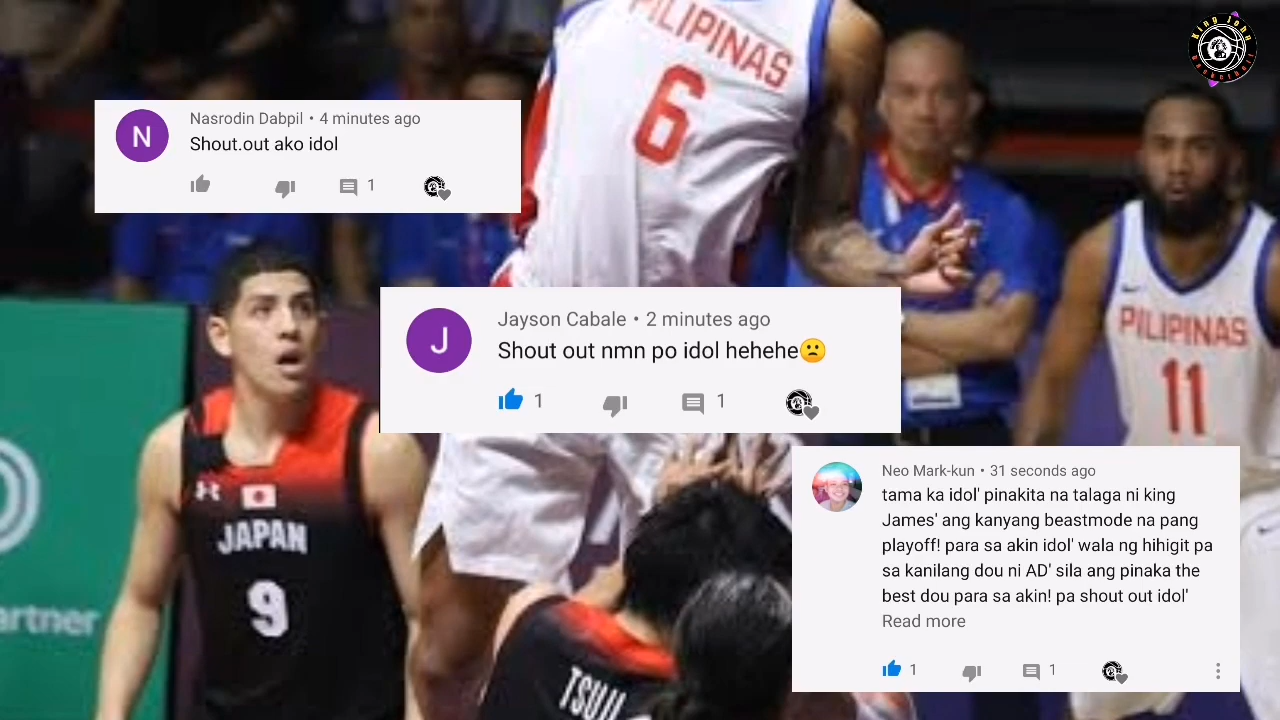 PILIPINAS
6
King John
Basketball
N
Nasrodin Dabpil • 4 minutes ago
Shout.out ako idol
1
PILIPINAS
11
J
Jayson Cabale • 2 minutes ago
Shout out nmn po idol hehehe🙁
1
1
JAPAN
9
artner
TSUJI
Neo Mark-kun • 31 seconds ago
tama ka idol' pinakita na talaga ni king
James' ang kanyang beastmode na pang
playoff! para sa akin idol' wala ng hihigit pa
sa kanilang dou ni AD' sila ang pinaka the
best dou para sa akin! pa shout out idol'
Read more
1
1